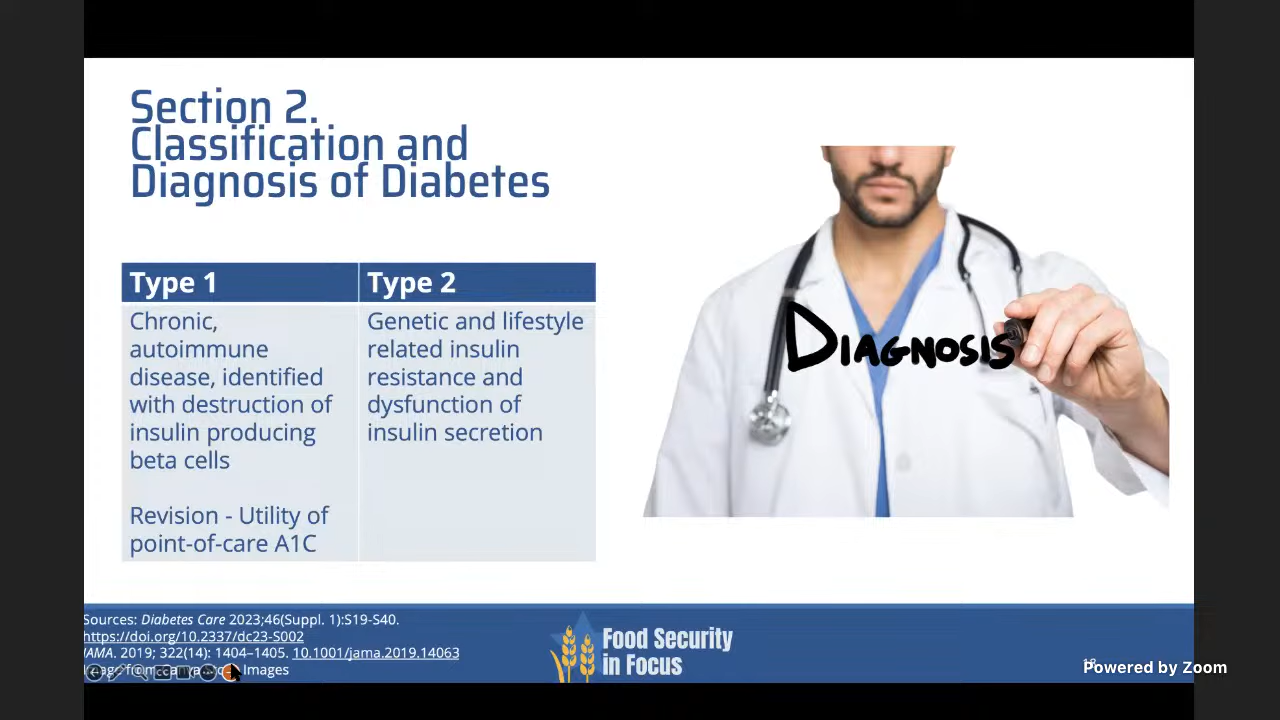 Section 2.
Classification and
Diagnosis of Diabetes
Type 1
Type 2
Chronic,
autoimmune
disease, identified
with destruction of
insulin producing
beta cells
Revision - Utility of
point-of-care A1C
Genetic and lifestyle
related insulin
resistance and
dysfunction of
insulin secretion
DIAGNOSIS
Sources: Diabetes Care 2023;46(Suppl. 1):S19-S40.
https://doi.org/10.2337/dc23-S002
JAMA. 2019; 322(14): 1404–1405. 10.1001/jama.2019.14063
Images
Food Security
in Focus
Powered by Zoom